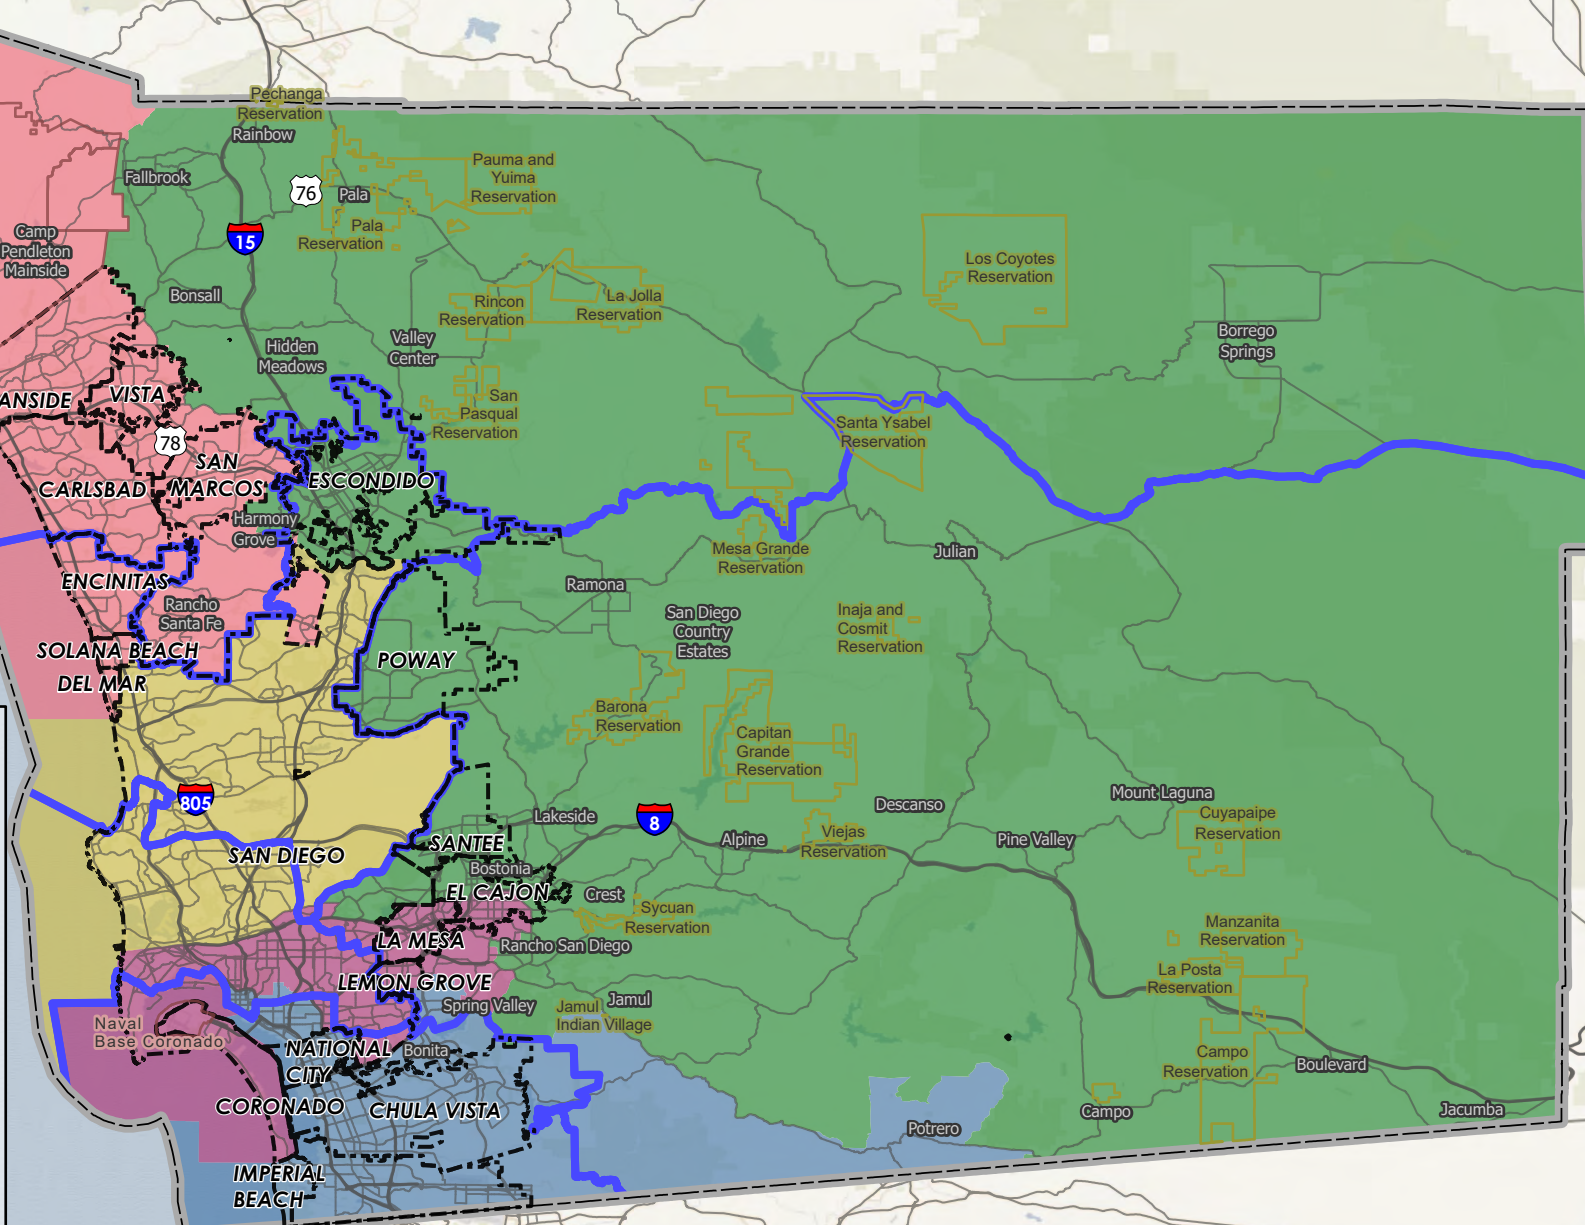 Pechanga
Reservation
Rainbow
Fallbrook
76
Pala
Pauma and
Yuima
Reservation
Pala
Reservation
15
Camp
Pendleton
Mainside
Los Coyotes
Reservation
Bonsall
Rincon
Reservation
La Jolla
Reservation
Hidden
Meadows
Valley
Center
Borrego
Springs
ANSIDE
VISTA
San
Pasqual
Reservation
Santa Ysabel
Reservation
78
SAN
MARCOS
CARLSBAD
ESCONDIDO
Harmony
Grove
Mesa Grande
Reservation
Julian
ENCINITAS
Ramona
Rancho
Santa Fe
San Diego
Country
Estates
Inaja and
Cosmit
Reservation
SOLANA BEACH
POWAY
DEL MAR
Barona
Reservation
Capitan
Grande
Reservation
805
Lakeside
8
Descanso
Mount Laguna
Cuyapaipe
Reservation
Viejas
Reservation
Alpine
Pine Valley
SANTEE
SAN DIEGO
Bostonia
EL CAJON
Crest
Sycuan
Reservation
Manzanita
Reservation
LA MESA
Rancho San Diego
La Posta
Reservation
LEMON GROVE
Spring Valley
Jamul
Jamul
Indian Village
Naval
Base Coronado
NATIONAL
CITY
Bonita
Campo
Reservation
Boulevard
CORONADO
CHULA VISTA
Campo
Jacumba
Potrero
IMPERIAL
BEACH